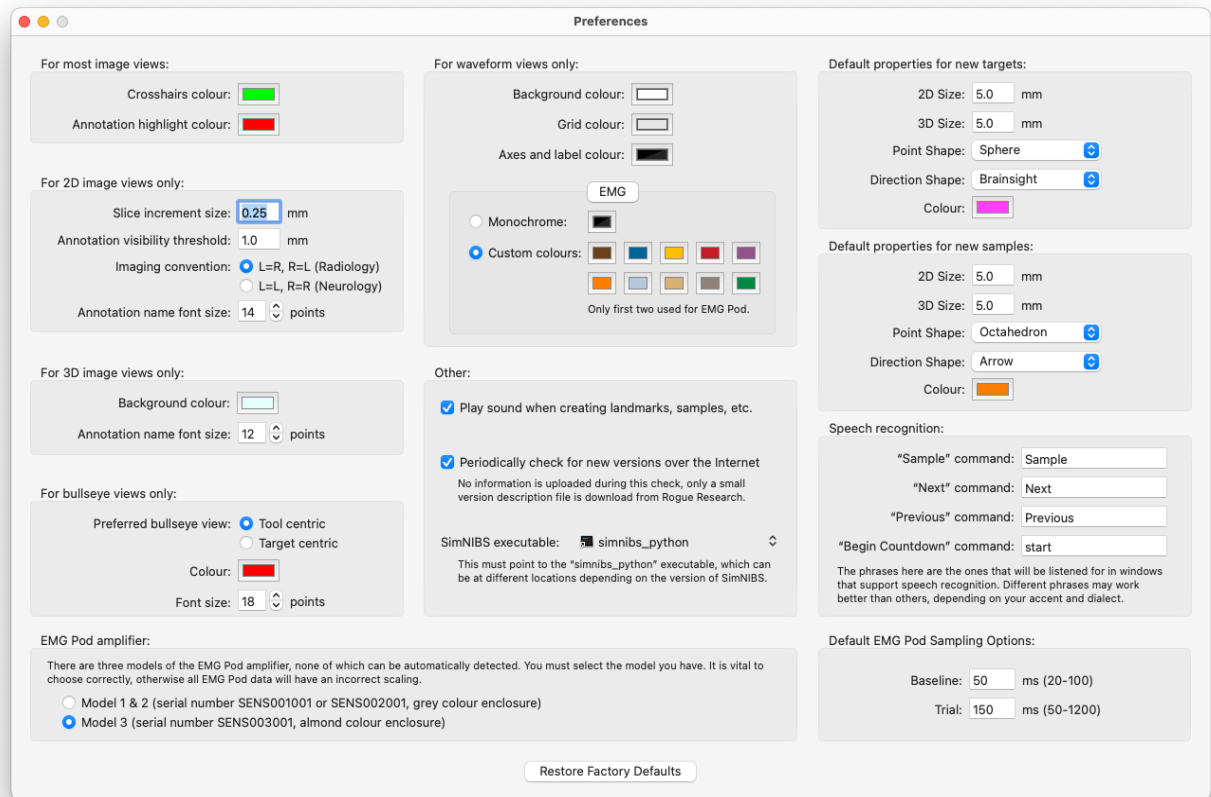 Preferences
For most image views:
Crosshairs colour:
Annotation highlight colour:
For 2D image views only:
Slice increment size: 0.25 mm
Annotation visibility threshold: 1.0 mm
Imaging convention: L=R, R=L (Radiology)
L=L, R=R (Neurology)
Annotation name font size: 14 points
For 3D image views only:
Background colour:
Annotation name font size: 12 points
For bullseye views only:
Preferred bullseye view: Tool centric
Target centric
Colour:
Font size: 18 points
For waveform views only:
Background colour:
Grid colour:
Axes and label colour:
EMG
Monochrome:
Custom colours:
Only first two used for EMG Pod.
Other:
Play sound when creating landmarks, samples, etc.
Periodically check for new versions over the Internet
No information is uploaded during this check, only a small
version description file is download from Rogue Research.
SimNIBS executable: simnibs_python
This must point to the “simnibs_python” executable, which can
be at different locations depending on the version of SimNIBS.
Default properties for new targets:
2D Size: 5.0 mm
3D Size: 5.0 mm
Point Shape: Sphere
Direction Shape: Brainsight
Colour:
Default properties for new samples:
2D Size: 5.0 mm
3D Size: 5.0 mm
Point Shape: Octahedron
Direction Shape: Arrow
Colour:
Speech recognition:
“Sample” command: Sample
“Next” command: Next
“Previous” command: Previous
“Begin Countdown” command: start
The phrases here are the ones that will be listened for in windows
that support speech recognition. Different phrases may work
better than others, depending on your accent and dialect.
EMG Pod amplifier:
There are three models of the EMG Pod amplifier, none of which can be automatically detected. You must select the model you have. It is vital to
choose correctly, otherwise all EMG Pod data will have an incorrect scaling.
Model 1 & 2 (serial number SENS001001 or SENS002001, grey colour enclosure)
Model 3 (serial number SENS003001, almond colour enclosure)
Default EMG Pod Sampling Options:
Baseline: 50 ms (20-100)
Trial: 150 ms (50-1200)
Restore Factory Defaults